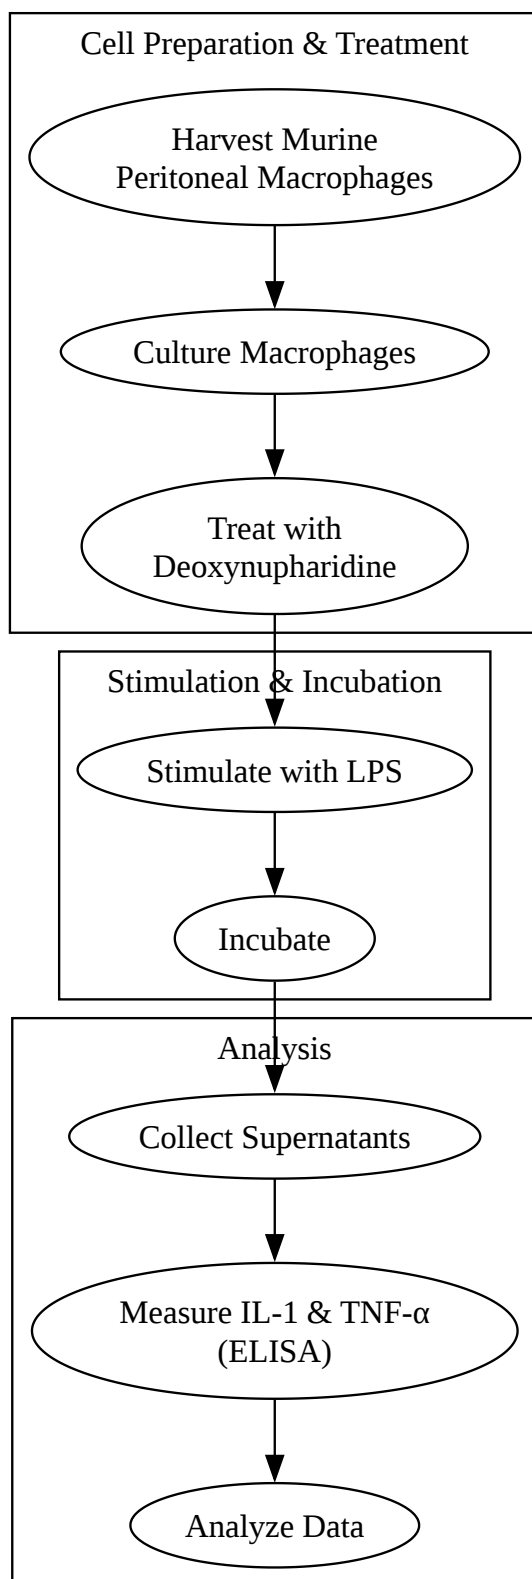 Cell Preparation & Treatment
Harvest Murine
Peritoneal Macrophages
Culture Macrophages
Treat with
Deoxynupharidine
Stimulation & Incubation
Stimulate with LPS
Incubate
Analysis
Collect Supernatants
Measure IL-1 & TNF-α
(ELISA)
Analyze Data